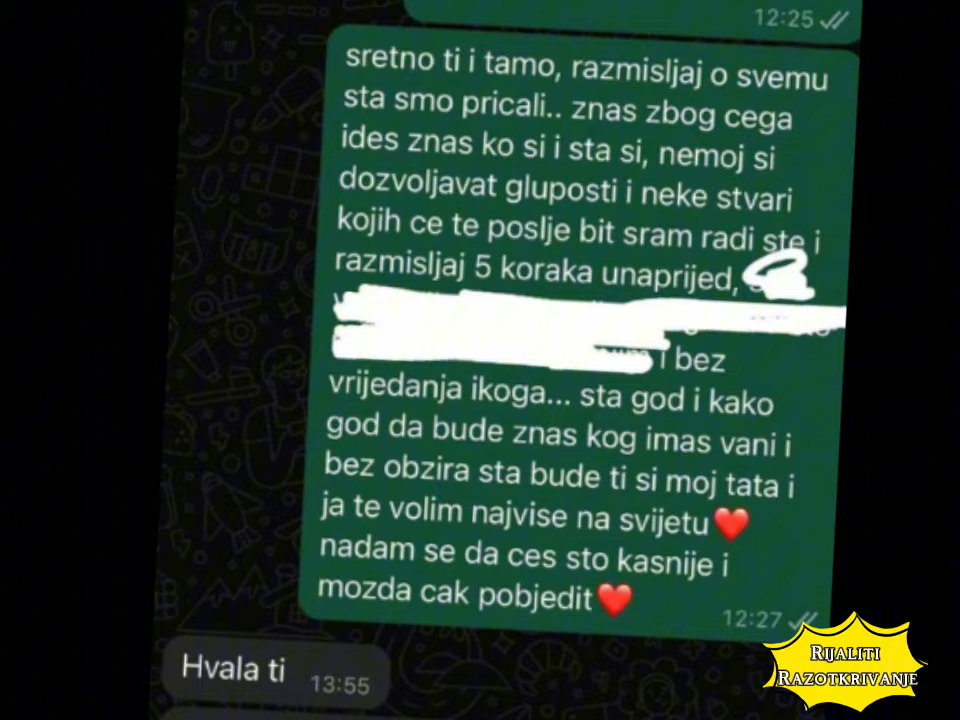 12:25
sretno ti i tamo, razmisljaj o svemu
sta smo pricali.. znas zbog cega
ides znas ko si i sta si, nemoj si
dozvoljavat gluposti i neke stvari
kojih ce te poslje bit sram radi ste i
razmisljaj 5 koraka unaprijed,
i bez
vrijedanja ikoga... sta god i kako
god da bude znas kog imas vani i
bez obzira sta bude ti si moj tata i
ja te volim najvise na svijetu❤️
nadam se da ces sto kasnije i
mozda cak pobjedit❤️
12:27
Hvala ti
13:55
RIJALITI
RAZOTKRIVANJE